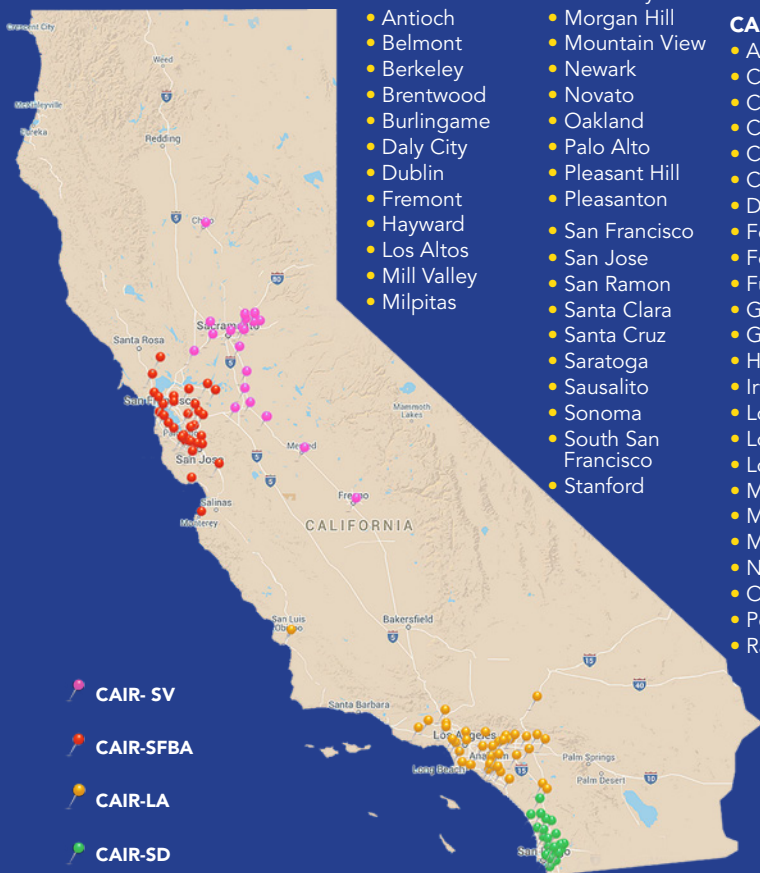 • Antioch
• Belmont
• Berkeley
• Brentwood
• Burlingame
• Daly City
• Dublin
• Fremont
• Hayward
• Los Altos
• Mill Valley
• Milpitas
• Morgan Hill
• Mountain View
• Newark
• Novato
• Oakland
• Palo Alto
• Pleasant Hill
• Pleasanton
• San Francisco
• San Jose
• San Ramon
• Santa Clara
• Santa Cruz
• Saratoga
• Sausalito
• Sonoma
• South San
Francisco
• Stanford
CA
Crescent City
Weed
5
McKinleyville
Eureka
Redding
5
80
Sacramento
Santa Rosa
5
San Francisco
Mammoth
Lakes
Merced
San Jose
5
5
Fresno
Salinas
Monterey
CALIFORNIA
San Luis
Obispo
Bakersfield
5
15
40
Santa Barbara
Los Angeles
Anaheim
Long Beach
15
Palm Springs
Palm Desert
10
CAIR- SV
CAIR-SFBA
CAIR-LA
CAIR-SD